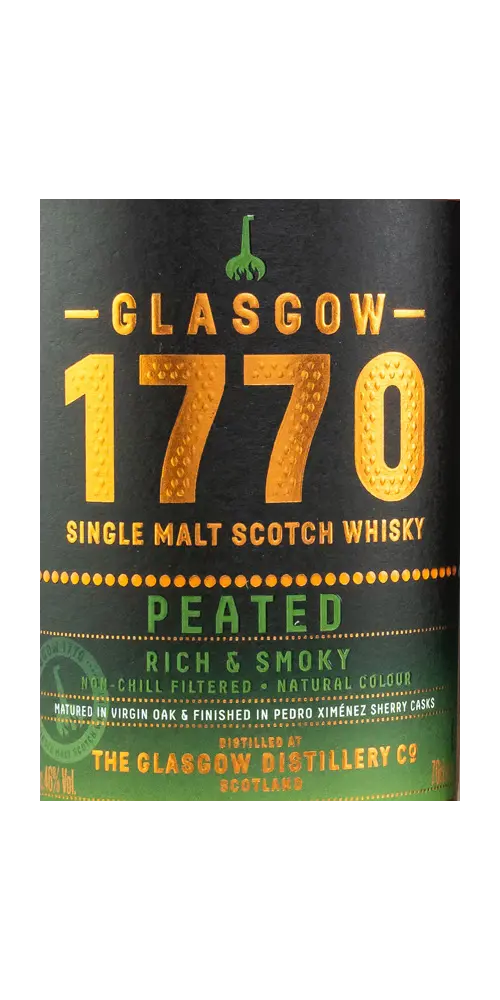 GLASGOW
1770
SINGLE MALT SCOTCH WHISKY
PEATED
RICH & SMOKY
NON-CHILL FILTERED • NATURAL COLOUR
MATURED IN VIRGIN OAK & FINISHED IN PEDRO XIMÉNEZ SHERRY CASKS
DISTILLED AT
THE GLASGOW DISTILLERY Cº
SCOTLAND
46% Vol.